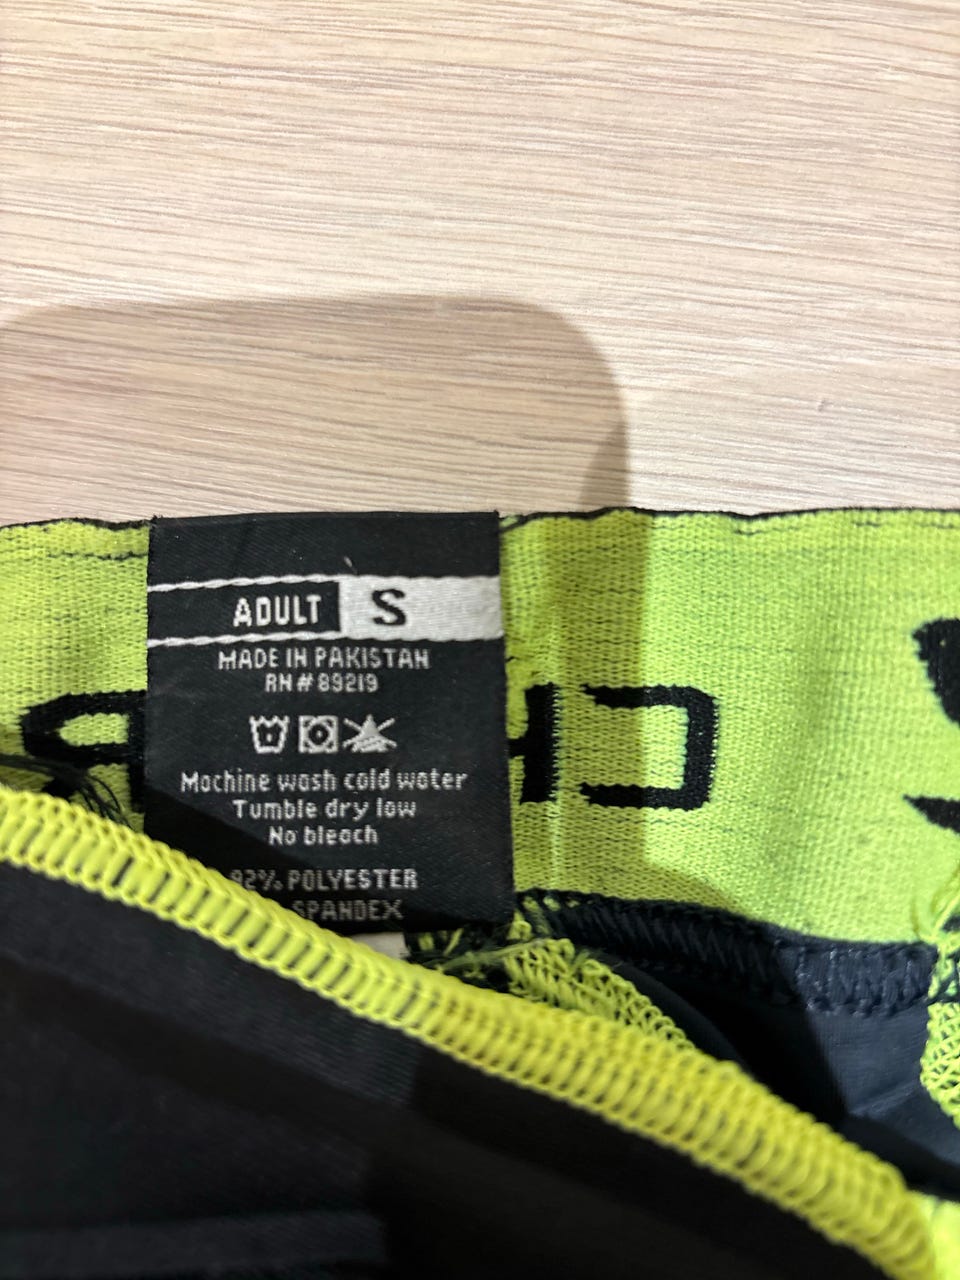 ADULT S
MADE IN PAKISTAN
RN # 89219
Machine wash cold water
Tumble dry low
No bleach
92% POLYESTER
SPANDEX